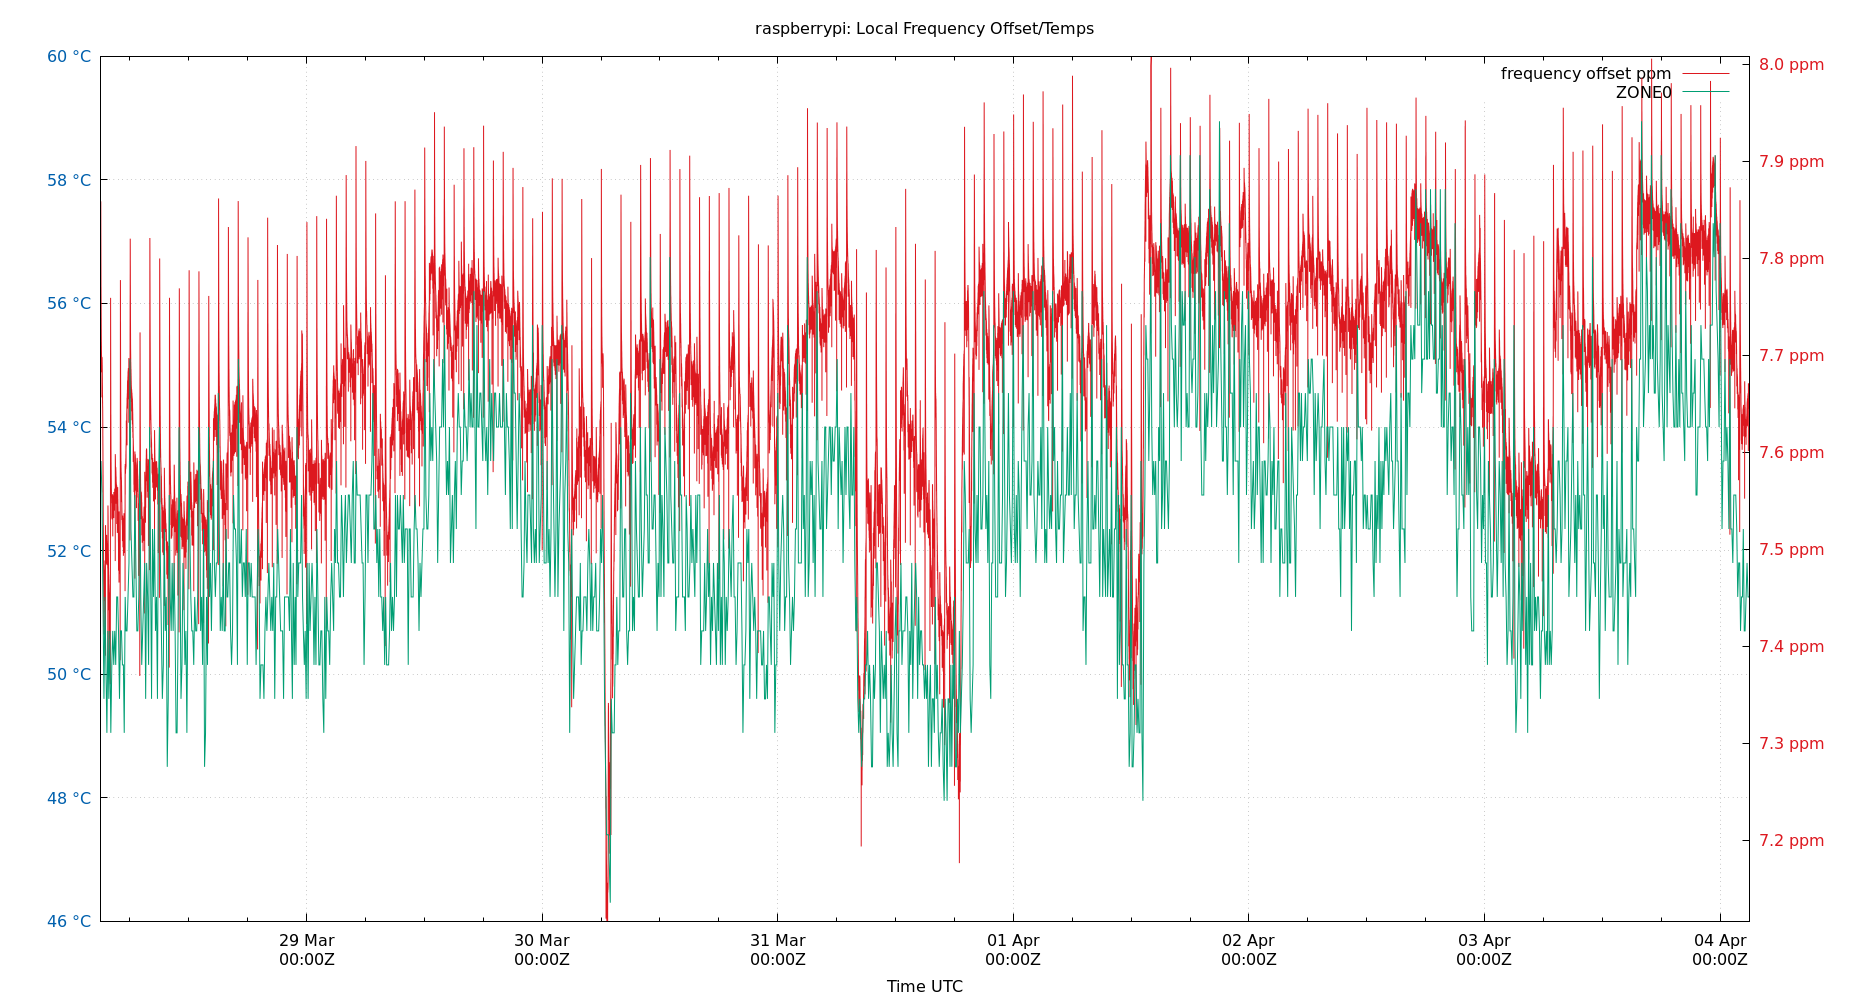 raspberrypi: Local Frequency Offset/Temps
60 °C
58 °C
56 °C
54 °C
52 °C
50 °C
48 °C
46 °C
8.0 ppm
7.9 ppm
7.8 ppm
7.7 ppm
7.6 ppm
7.5 ppm
7.4 ppm
7.3 ppm
7.2 ppm
frequency offset ppm
ZONE0
29 Mar 30 Mar 31 Mar 01 Apr 02 Apr 03 Apr 04 Apr
00:00Z 00:00Z 00:00Z 00:00Z 00:00Z 00:00Z 00:00Z
Time UTC